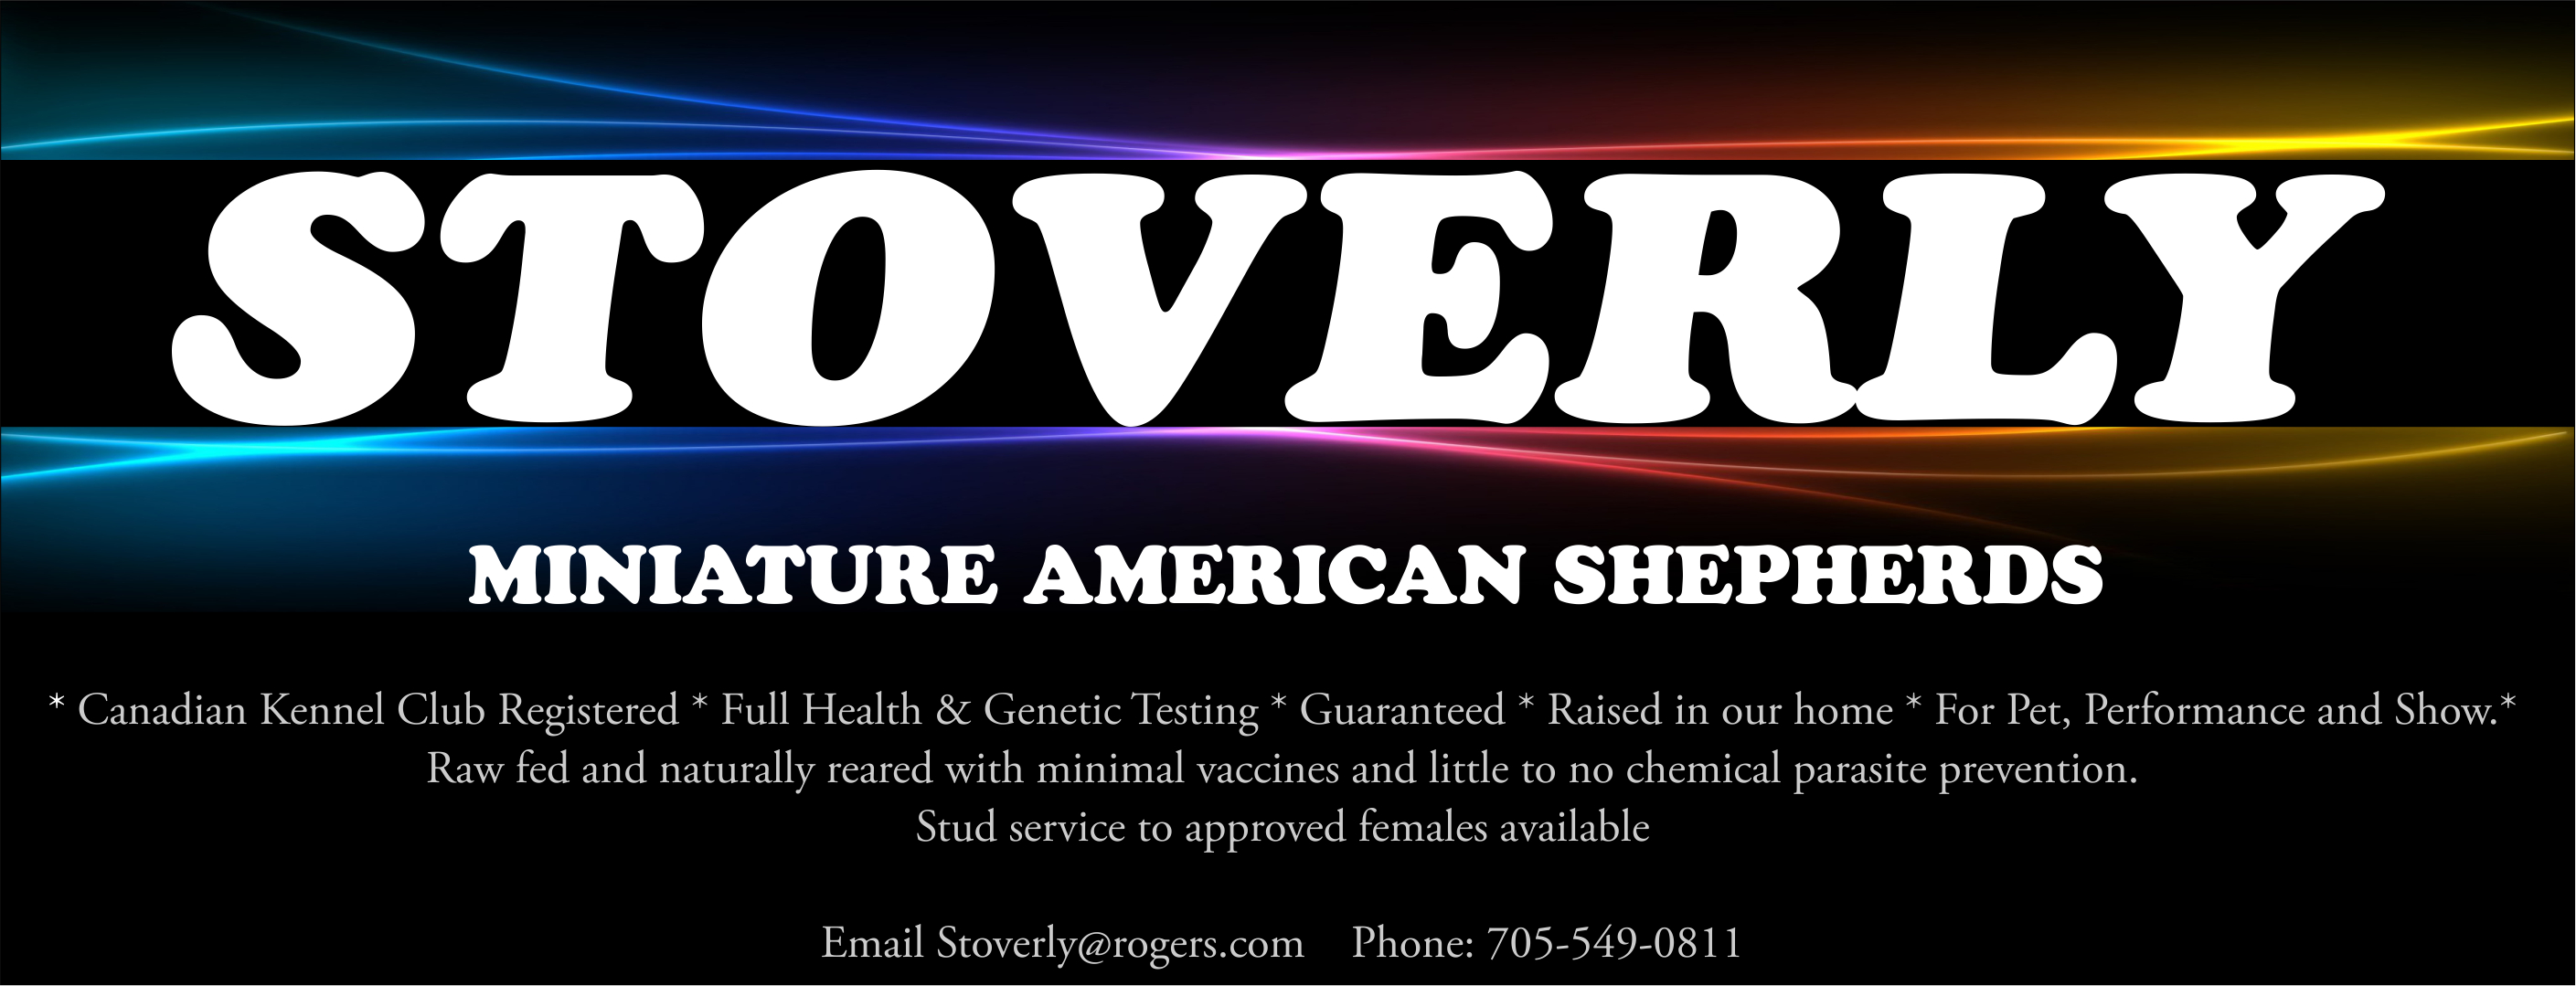 STOVERLY
MINIATURE AMERICAN SHEPHERDS
* Canadian Kennel Club Registered * Full Health & Genetic Testing * Guaranteed * Raised in our home * For Pet, Performance and Show.*
Raw fed and naturally reared with minimal vaccines and little to no chemical parasite prevention.
Stud service to approved females available
Email Stoverly@rogers.com Phone: 705-549-0811